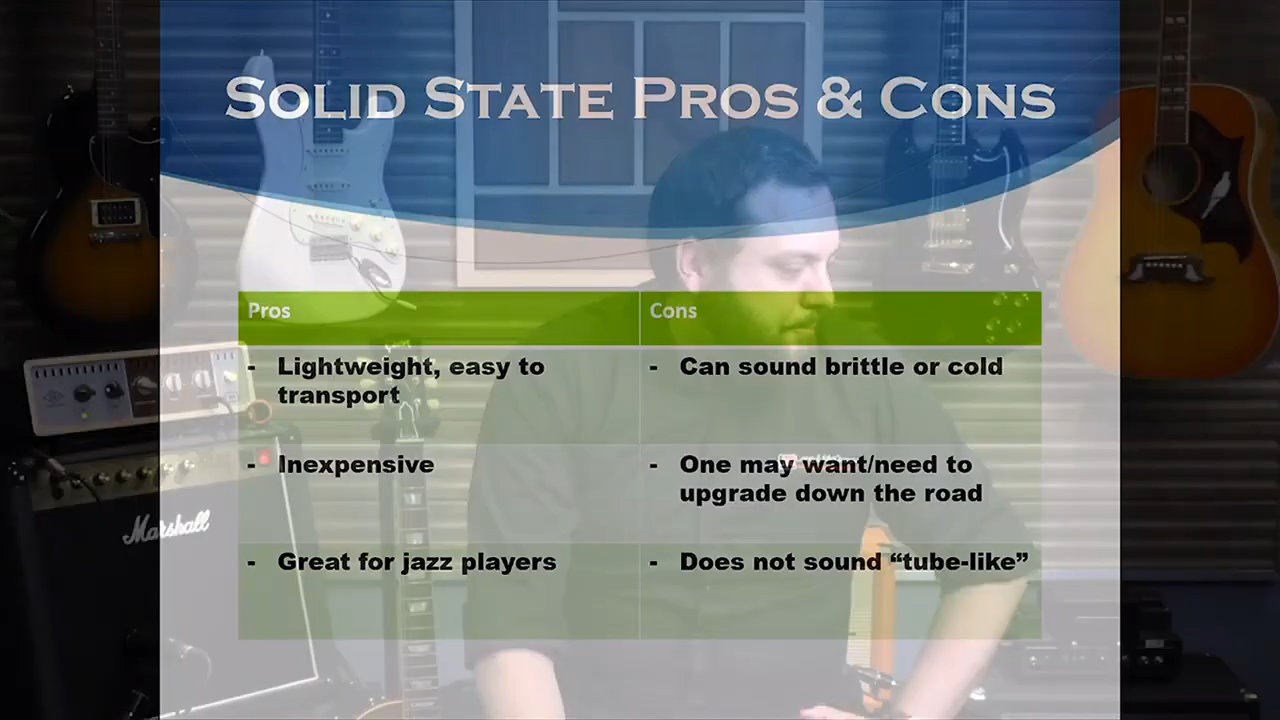 SOLID STATE PROS & CONS
Pros
Cons
- Lightweight, easy to
transport
- Can sound brittle or cold
- Inexpensive
- One may want/need to
upgrade down the road
- Great for jazz players
- Does not sound “tube-like”
Marshall